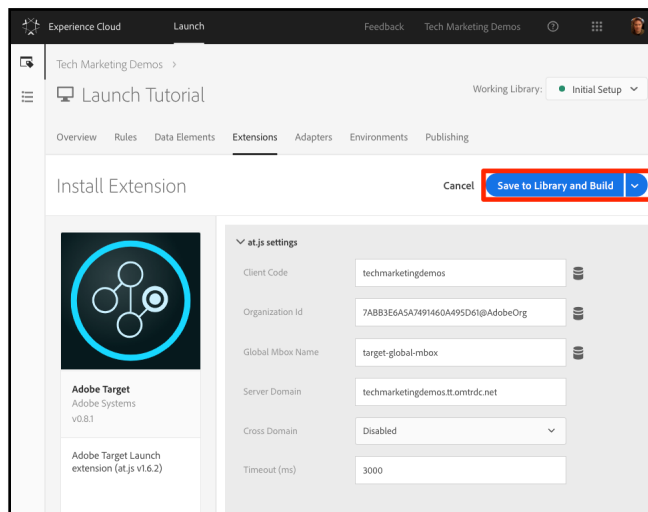 Experience Cloud
Launch
Feedback
Tech Marketing Demos
Tech Marketing Demos >
Launch Tutorial
Working Library:
Initial Setup
Overview
Rules
Data Elements
Extensions
Adapters
Environments
Publishing
Install Extension
Cancel
Save to Library and Build
Adobe Target
Adobe Systems
v0.8.1
Adobe Target Launch
extension (at.js v1.6.2)
at.js settings
Client Code
techmarketingdemos
Organization Id
7ABB3E6A5A7491460A495D61@AdobeOrg
Global Mbox Name
target-global-mbox
Server Domain
techmarketingdemos.tt.omtrdc.net
Cross Domain
Disabled
Timeout (ms)
3000